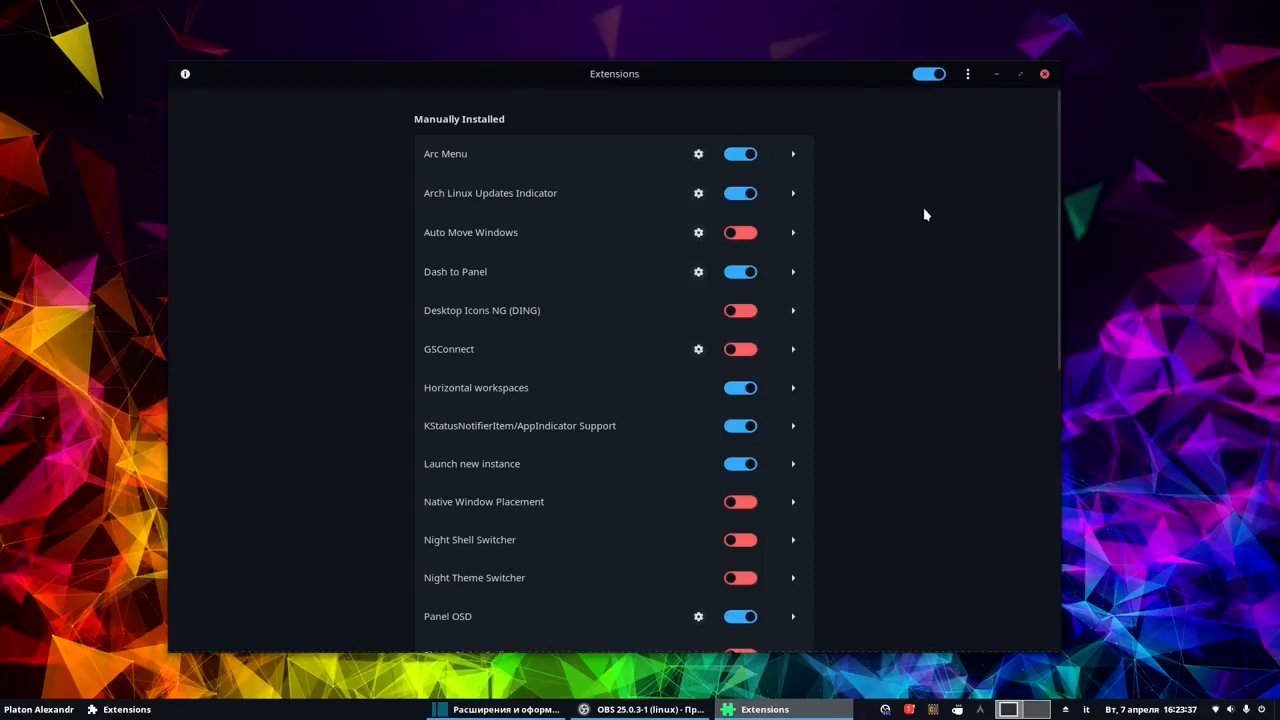 Extensions
Manually Installed
Arc Menu
Arch Linux Updates Indicator
Auto Move Windows
Dash to Panel
Desktop Icons NG (DING)
GSConnect
Horizontal workspaces
KStatusNotifierItem/AppIndicator Support
Launch new instance
Native Window Placement
Night Shell Switcher
Night Theme Switcher
Panel OSD
Platon Alexandr Extensions Расширения и оформ... OBS 25.0.3-1 (linux) - Пр... Extensions it Вт, 7 апреля 16:23:37